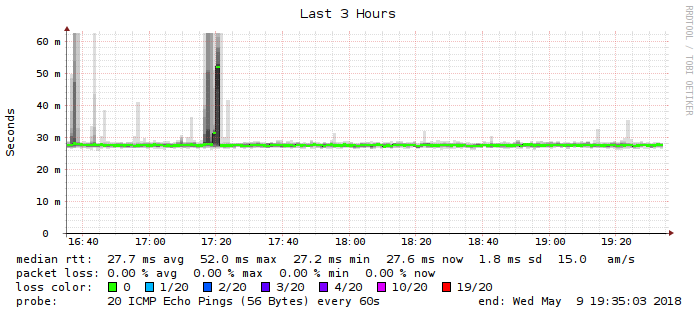 Last 3 Hours
RRDTOOL / TOBI OETIKER
Seconds
60 m
50 m
40 m
30 m
20 m
10 m
0
16:40 17:00 17:20 17:40 18:00 18:20 18:40 19:00 19:20
median rtt: 27.7 ms avg 52.0 ms max 27.2 ms min 27.6 ms now 1.8 ms sd 15.0 am/s
packet loss: 0.00 % avg 0.00 % max 0.00 % min 0.00 % now
loss color: 0 1/20 2/20 3/20 4/20 10/20 19/20
probe: 20 ICMP Echo Pings (56 Bytes) every 60s end: Wed May 9 19:35:03 2018